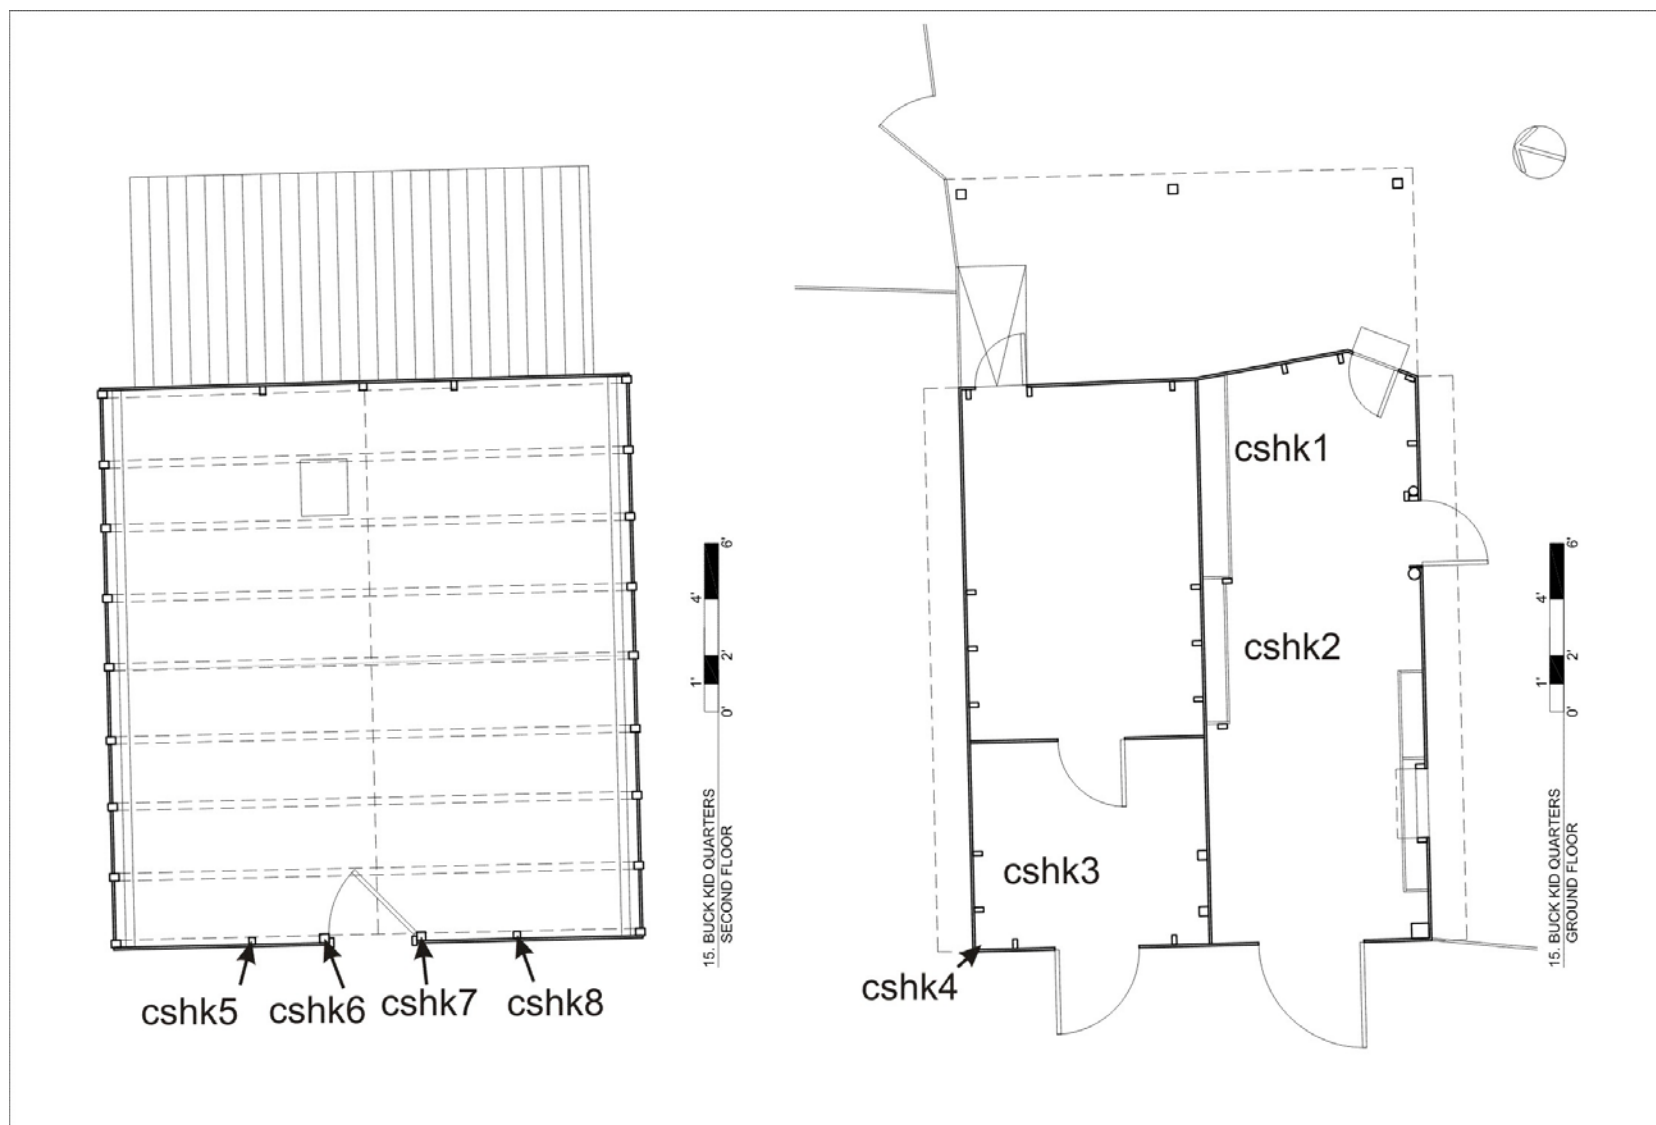 cshk1
cshk2
cshk3
cshk4
cshk5
cshk6
cshk7
cshk8
0'
1'
2'
4'
6'
15. BUCK KID QUARTERS
SECOND FLOOR
0'
1'
2'
4'
6'
15. BUCK KID QUARTERS
GROUND FLOOR